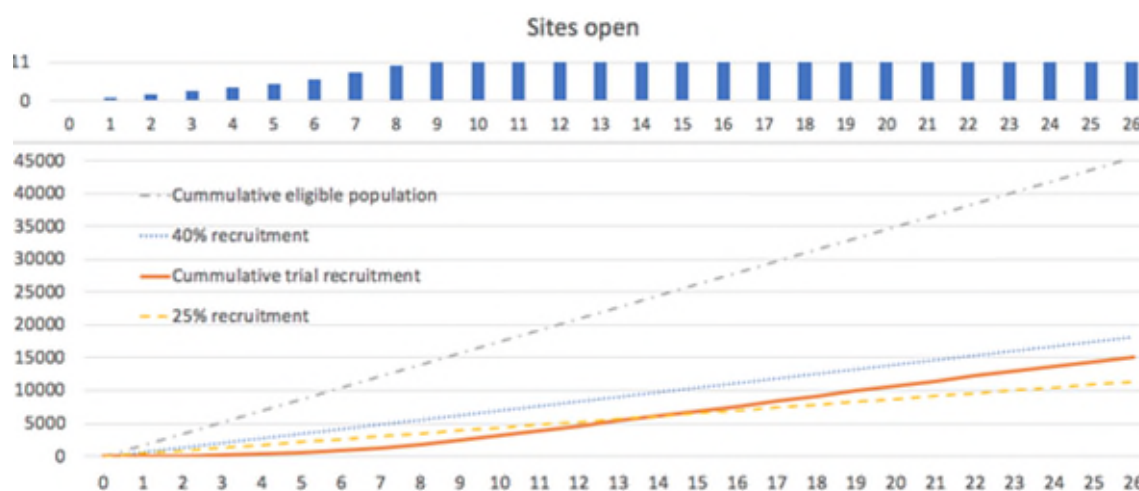 Sites open
11
0
0 1 2 3 4 5 6 7 8 9 10 11 12 13 14 15 16 17 18 19 20 21 22 23 24 25 26
45000
40000
Cummulative eligible population
35000
40% recruitment
30000
Cummulative trial recruitment
25000
25% recruitment
20000
15000
10000
5000
0
0 1 2 3 4 5 6 7 8 9 10 11 12 13 14 15 16 17 18 19 20 21 22 23 24 25 26